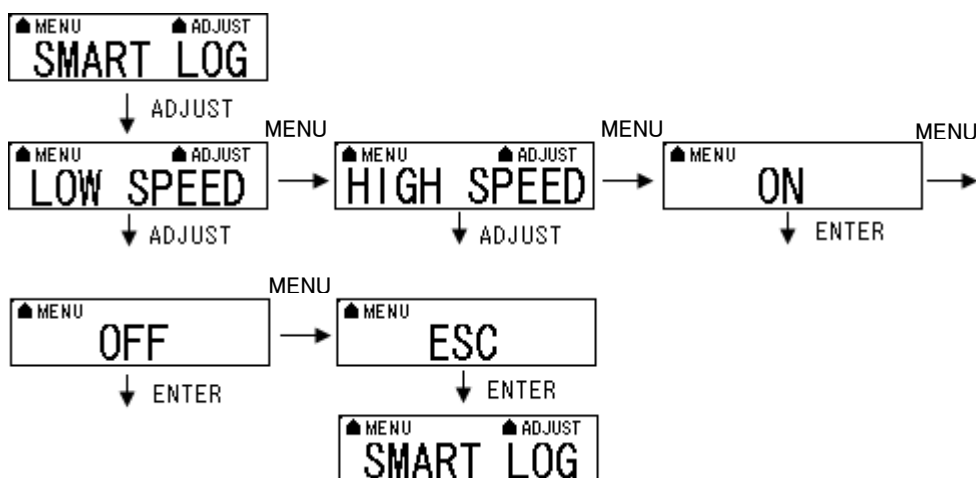 MENU ADJUST
SMART LOG
ADJUST
MENU MENU MENU
MENU ADJUST MENU ADJUST MENU
LOW SPEED HIGH SPEED ON
ADJUST ADJUST ENTER
MENU
MENU MENU
OFF ESC
ENTER ENTER
MENU ADJUST
SMART LOG